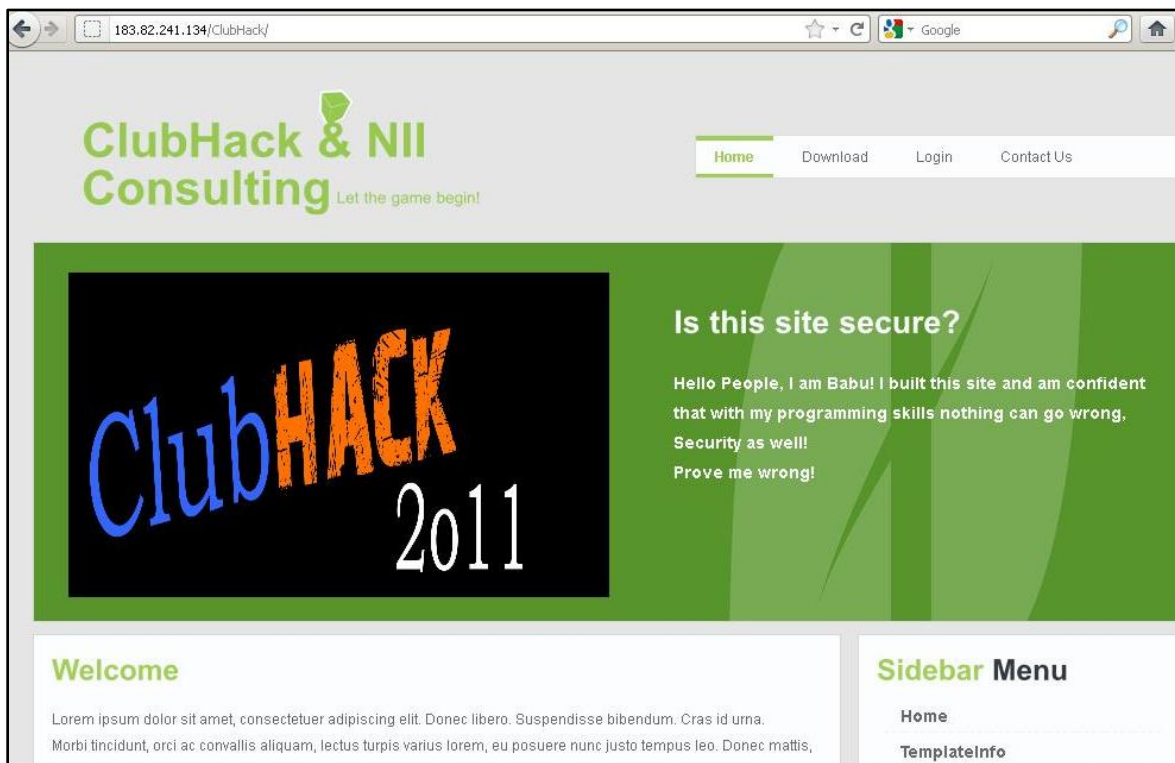 183.82.241.134/ClubHack/
Google
ClubHack & NII
Consulting Let the game begin!
Home Download Login Contact Us
ClubHACK
2o11
Is this site secure?
Hello People, I am Babu! I built this site and am confident
that with my programming skills nothing can go wrong,
Security as well!
Prove me wrong!
Welcome
Lorem ipsum dolor sit amet, consectetuer adipiscing elit. Donec libero. Suspendisse bibendum. Cras id urna.
Morbi tincidunt, orci ac convallis aliquam, lectus turpis varius lorem, eu posuere nunc justo tempus leo. Donec mattis,
Sidebar Menu
Home
TemplateInfo